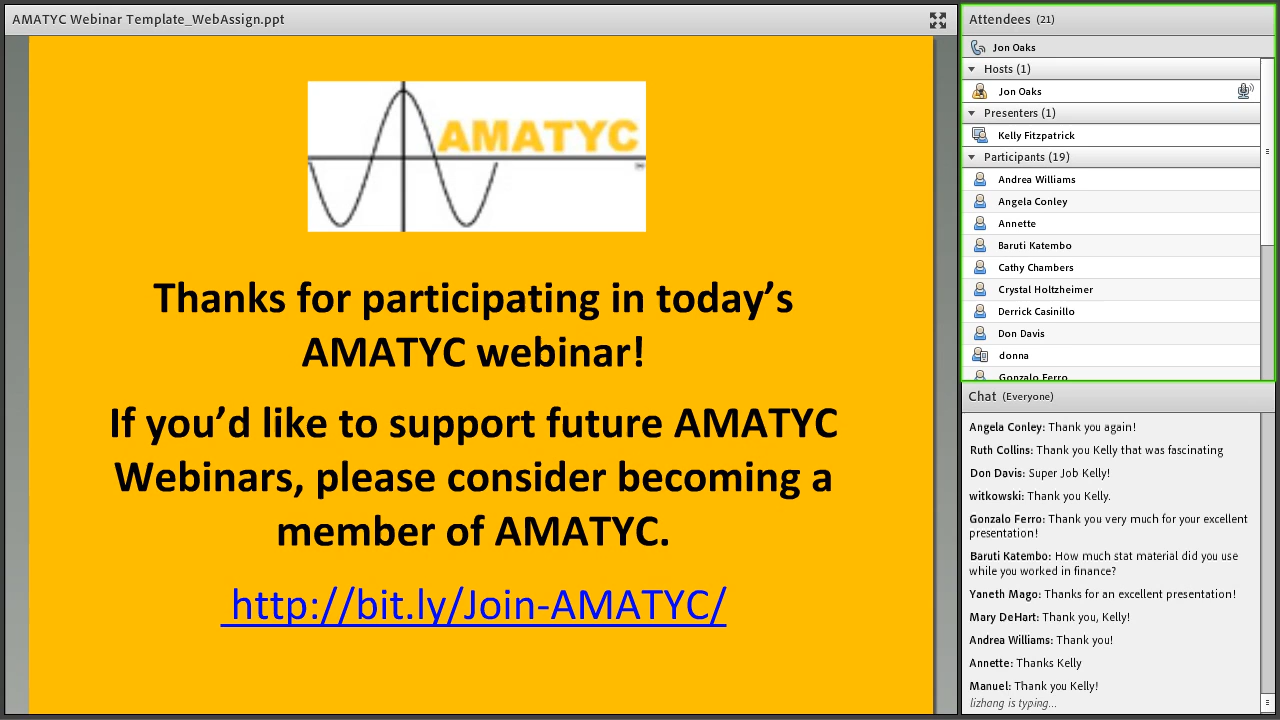 AMATYC Webinar Template_WebAssign.ppt
AMATYC
Thanks for participating in today's
AMATYC webinar!
If you'd like to support future AMATYC
Webinars, please consider becoming a
member of AMATYC.
http://bit.ly/Join-AMATYC/
Attendees (21)
Jon Oaks
Hosts (1)
Jon Oaks
Presenters (1)
Kelly Fitzpatrick
Participants (19)
Andrea Williams
Angela Conley
Annette
Baruti Katembo
Cathy Chambers
Crystal Holtzheimer
Derrick Casinillo
Don Davis
donna
Gonzalo Ferro
Chat (Everyone)
Angela Conley: Thank you again!
Ruth Collins: Thank you Kelly that was fascinating
Don Davis: Super Job Kelly!
witkowski: Thank you Kelly.
Gonzalo Ferro: Thank you very much for your excellent
presentation!
Baruti Katembo: How much stat material did you use
while you worked in finance?
Yaneth Mago: Thanks for an excellent presentation!
Mary DeHart: Thank you, Kelly!
Andrea Williams: Thank you!
Annette: Thanks Kelly
Manuel: Thank you Kelly!
lizhang is typing...